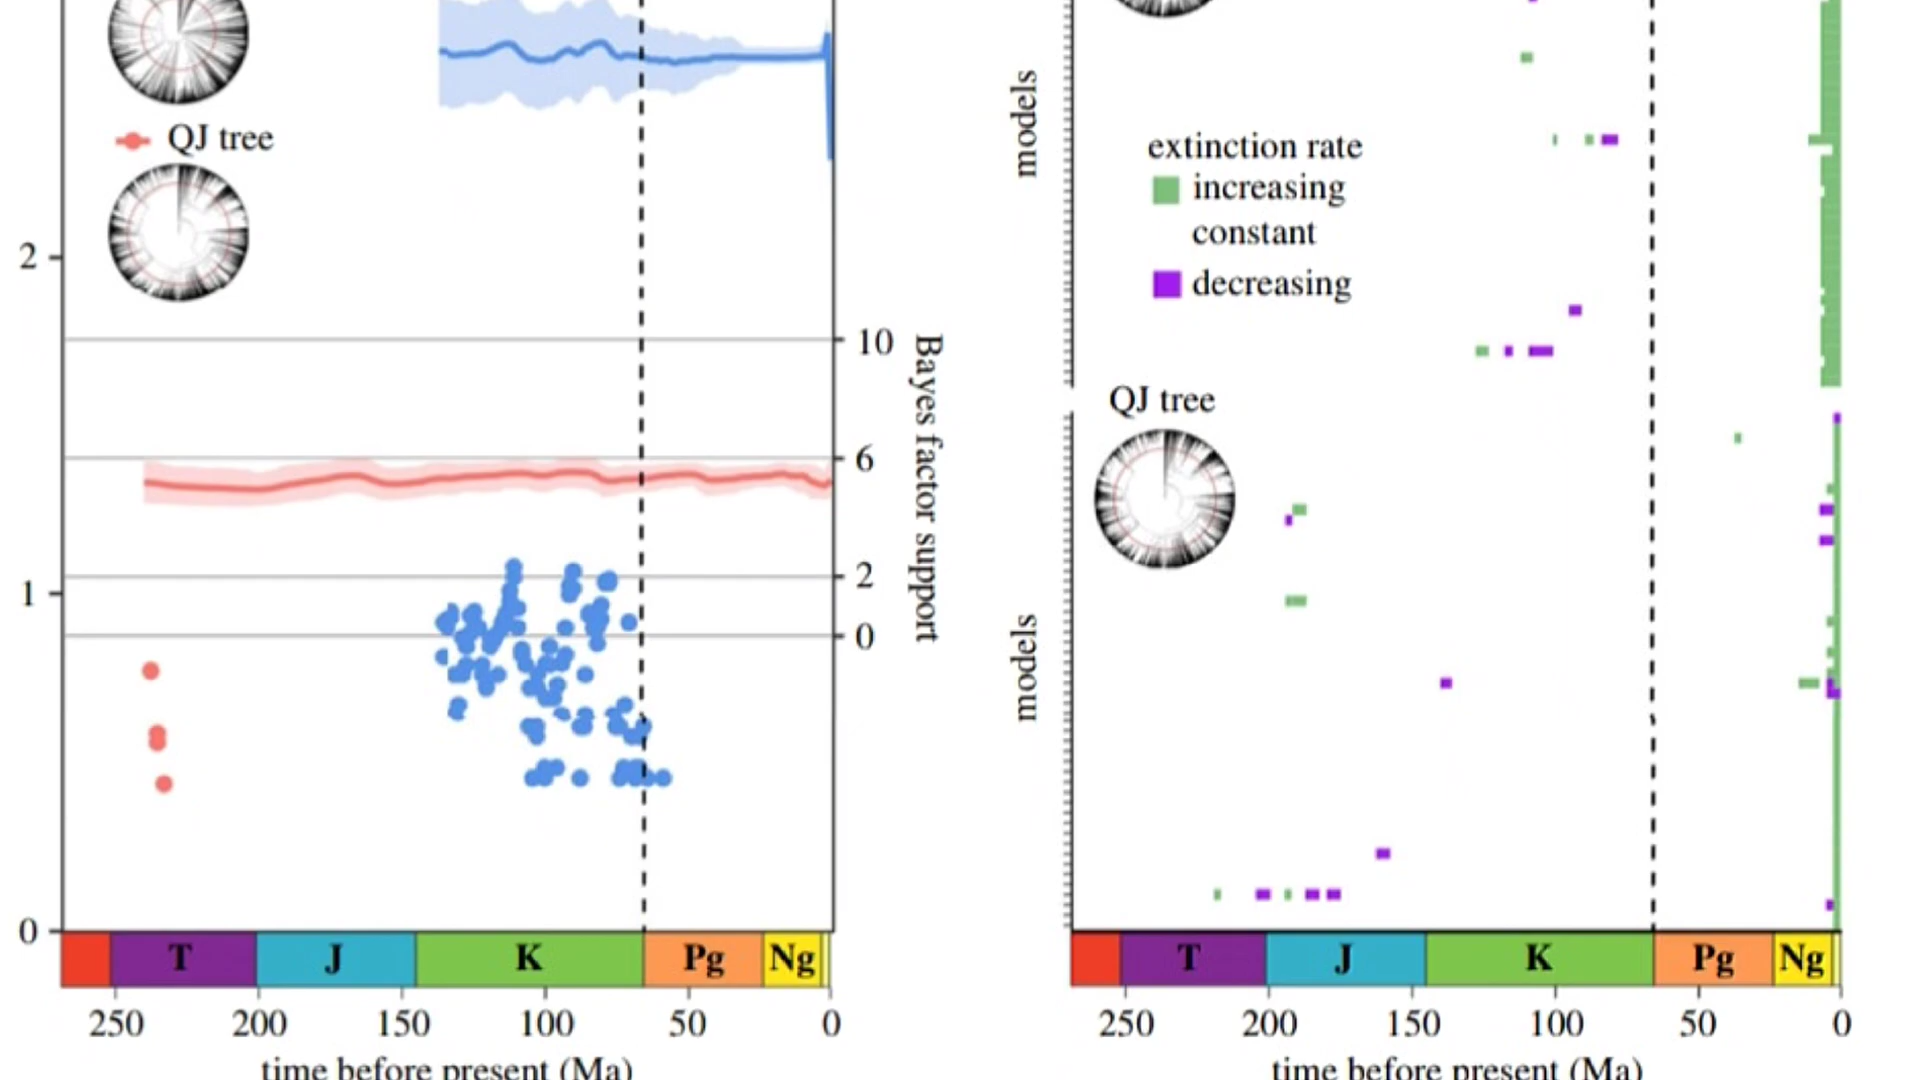 QJ tree
2
1
0
10
6
2
0
Bayes factor support
T J K Pg Ng
250 200 150 100 50 0
time before present (Ma)
models
extinction rate
increasing
constant
decreasing
QJ tree
models
T J K Pg Ng
250 200 150 100 50 0
time before present (Ma)